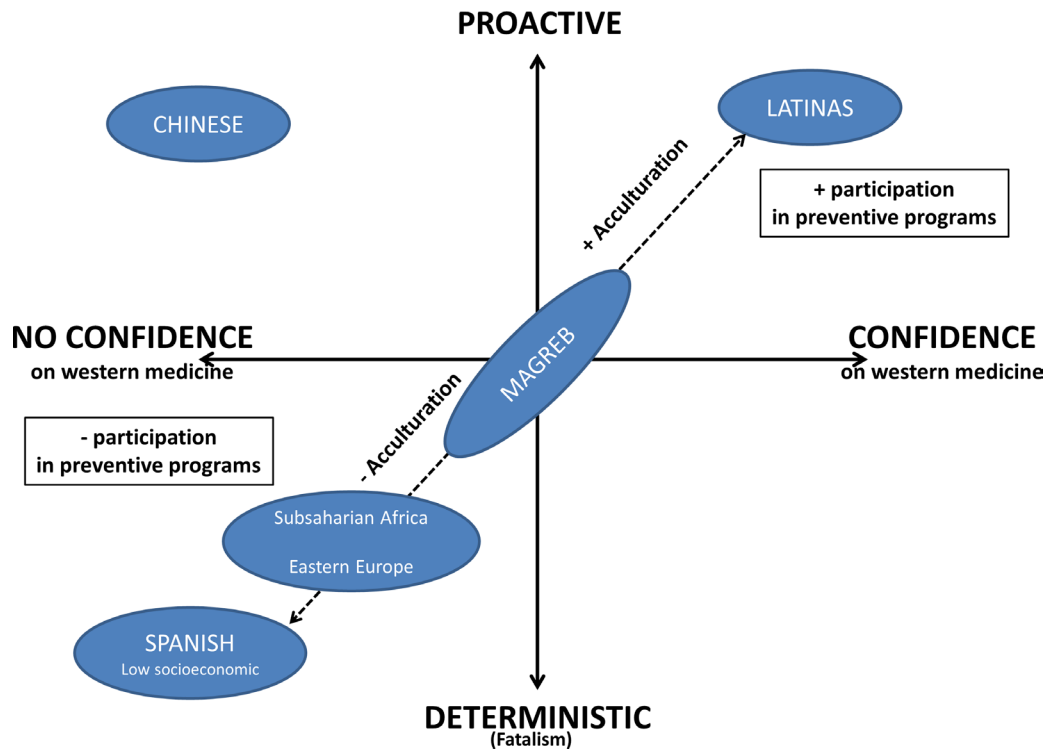 PROACTIVE
CHINESE
LATINAS
+ Acculturation
+ participation
in preventive programs
NO CONFIDENCE
on western medicine
MAGREB
CONFIDENCE
on western medicine
- Acculturation
- participation
in preventive programs
Subsaharian Africa
Eastern Europe
SPANISH
Low socioeconomic
DETERMINISTIC
(Fatalism)